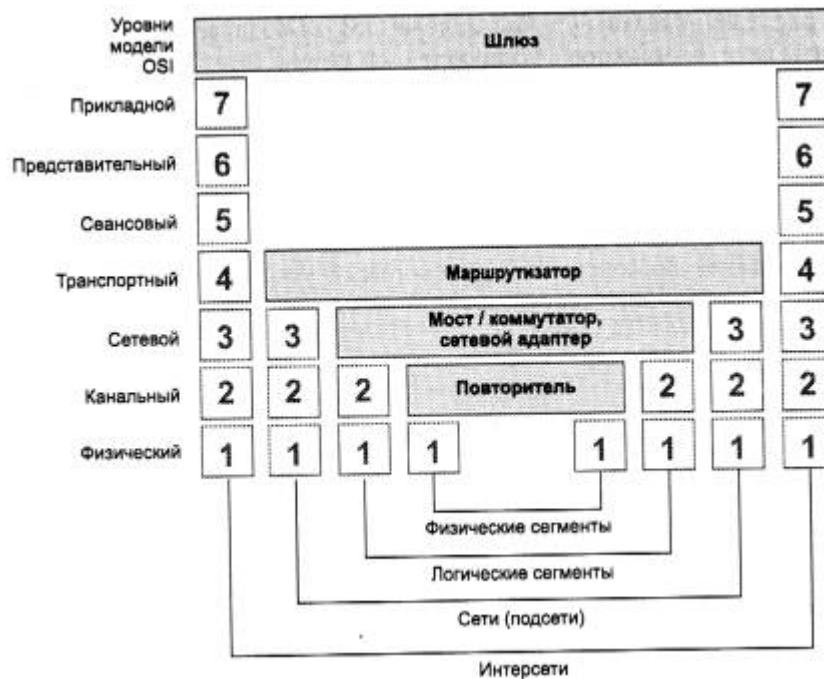 Уровни
модели
OSI
Шлюз
Прикладной 7 7
Представительный 6 6
Сеансовый 5 5
Транспортный 4 Маршрутизатор 4
Сетевой 3 3 Мост / коммутатор,
сетевой адаптер 3 3
Канальный 2 2 2 Повторитель 2 2 2
Физический 1 1 1 1 1 1 1 1
Физические сегменты
Логические сегменты
Сети (подсети)
Интерсети